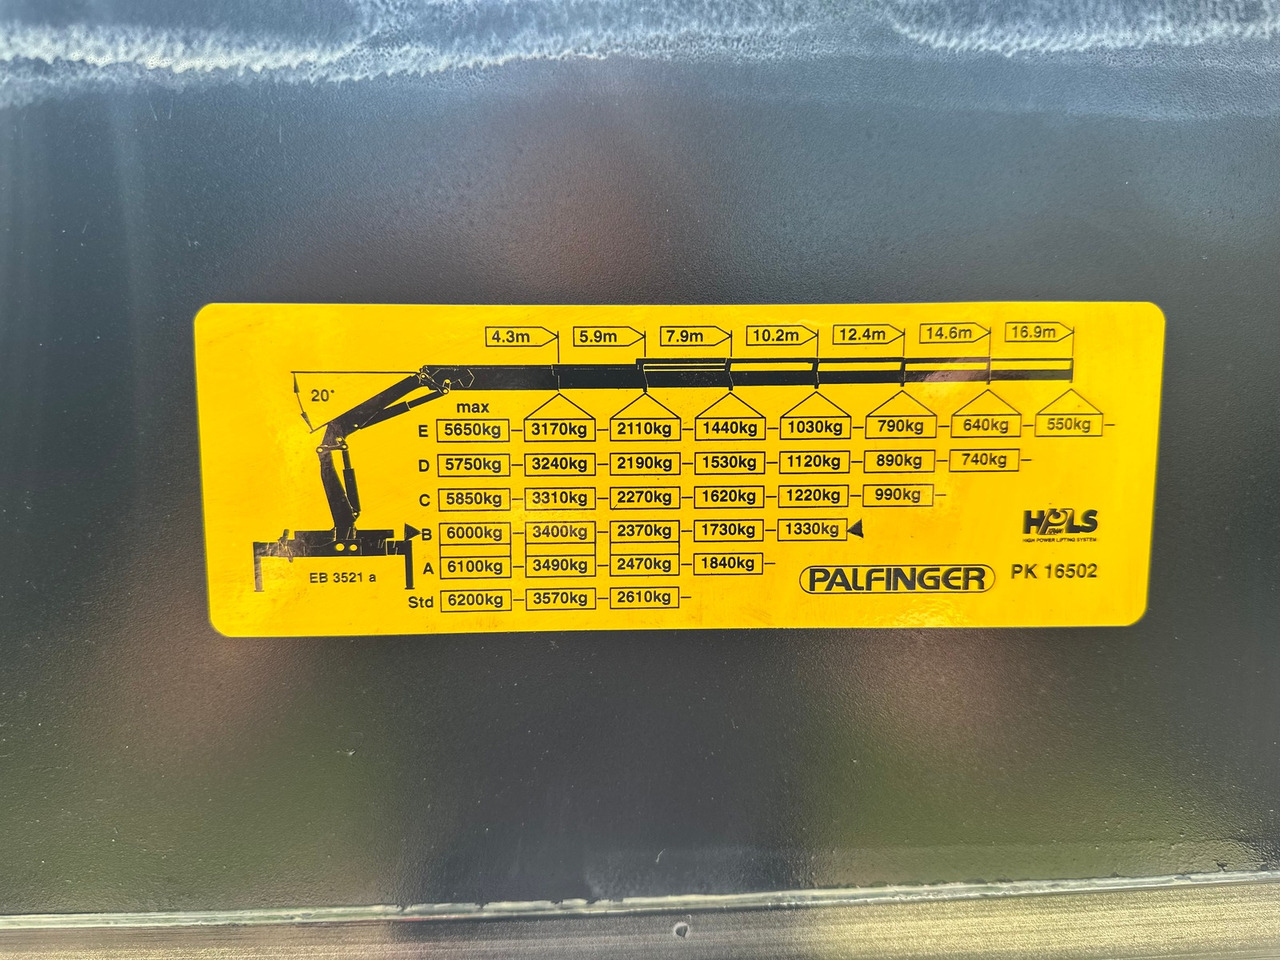 4.3m 5.9m 7.9m 10.2m 12.4m 14.6m 16.9m
20°
max
E 5650kg 3170kg 2110kg 1440kg 1030kg 790kg 640kg 550kg
D 5750kg 3240kg 2190kg 1530kg 1120kg 890kg 740kg
C 5850kg 3310kg 2270kg 1620kg 1220kg 990kg
B 6000kg 3400kg 2370kg 1730kg 1330kg
A 6100kg 3490kg 2470kg 1840kg
Std 6200kg 3570kg 2610kg
EB 3521 a
HPLS
HIGH POWER LIFTING SYSTEM
PALFINGER PK 16502